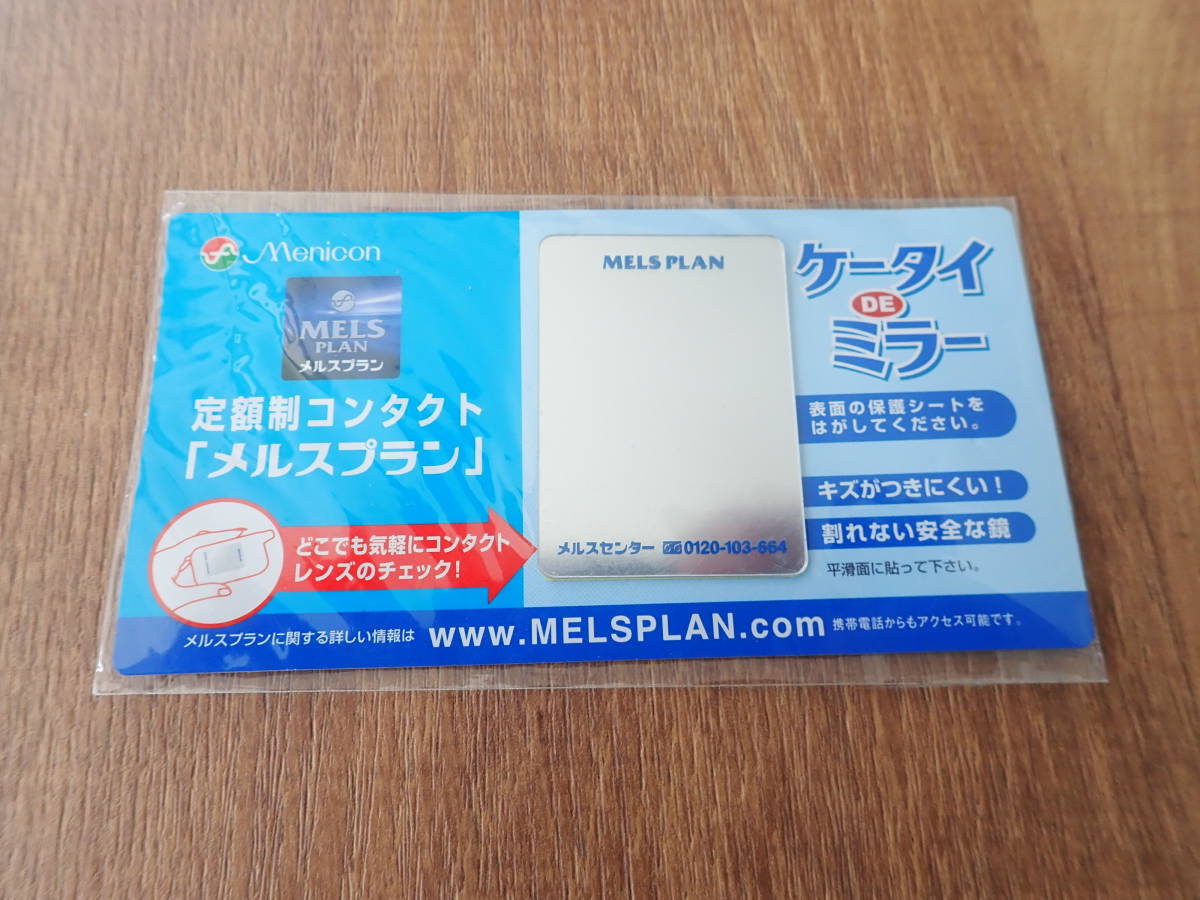 Menicon
MELS
PLAN
メルスプラン
定額制コンタクト
「メルスプラン」
どこでも気軽にコンタクト
レンズのチェック!
MELS PLAN
メルスセンター 0120-103-664
ケータイ
DE
ミラー
表面の保護シートを
はがしてください。
キズがつきにくい!
割れない安全な鏡
平滑面に貼って下さい。
メルスプランに関する詳しい情報は www.MELSPLAN.com 携帯電話からもアクセス可能です。